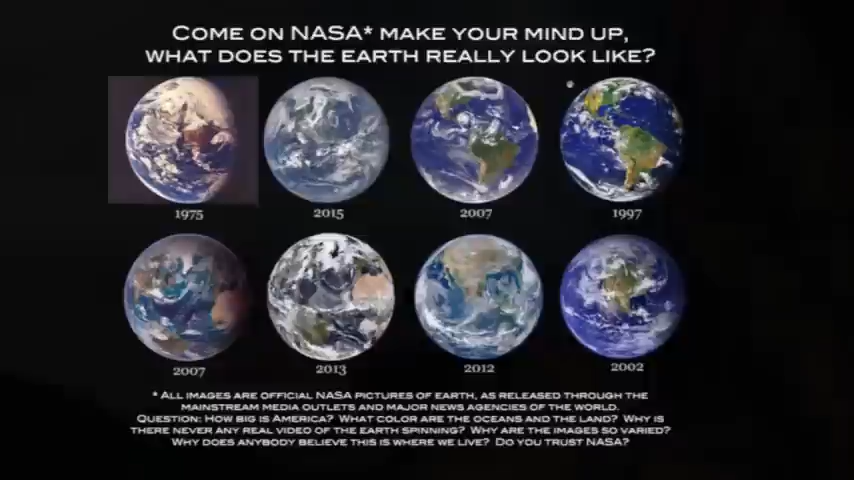 COME ON NASA* MAKE YOUR MIND UP,
WHAT DOES THE EARTH REALLY LOOK LIKE?
1975 2015 2007 1997
2007 2013 2012 2002
* ALL IMAGES ARE OFFICIAL NASA PICTURES OF EARTH, AS RELEASED THROUGH THE
MAINSTREAM MEDIA OUTLETS AND MAJOR NEWS AGENCIES OF THE WORLD.
QUESTION: HOW BIG IS AMERICA? WHAT COLOR ARE THE OCEANS AND THE LAND? WHY IS
THERE NEVER ANY REAL VIDEO OF THE EARTH SPINNING? WHY ARE THE IMAGES SO VARIED?
WHY DOES ANYBODY BELIEVE THIS IS WHERE WE LIVE? DO YOU TRUST NASA?